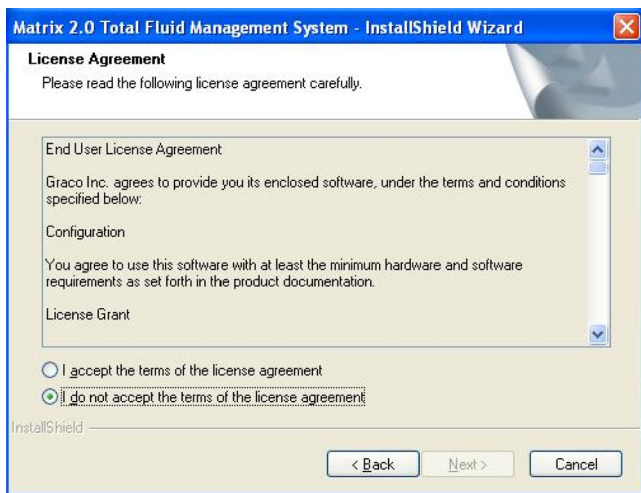 Matrix 2.0 Total Fluid Management System - InstallShield Wizard
License Agreement
Please read the following license agreement carefully.
End User License Agreement
Graco Inc. agrees to provide you its enclosed software, under the terms and conditions
specified below:
Configuration
You agree to use this software with at least the minimum hardware and software
requirements as set forth in the product documentation.
License Grant
I accept the terms of the license agreement
I do not accept the terms of the license agreement
InstallShield
< Back
Next >
Cancel